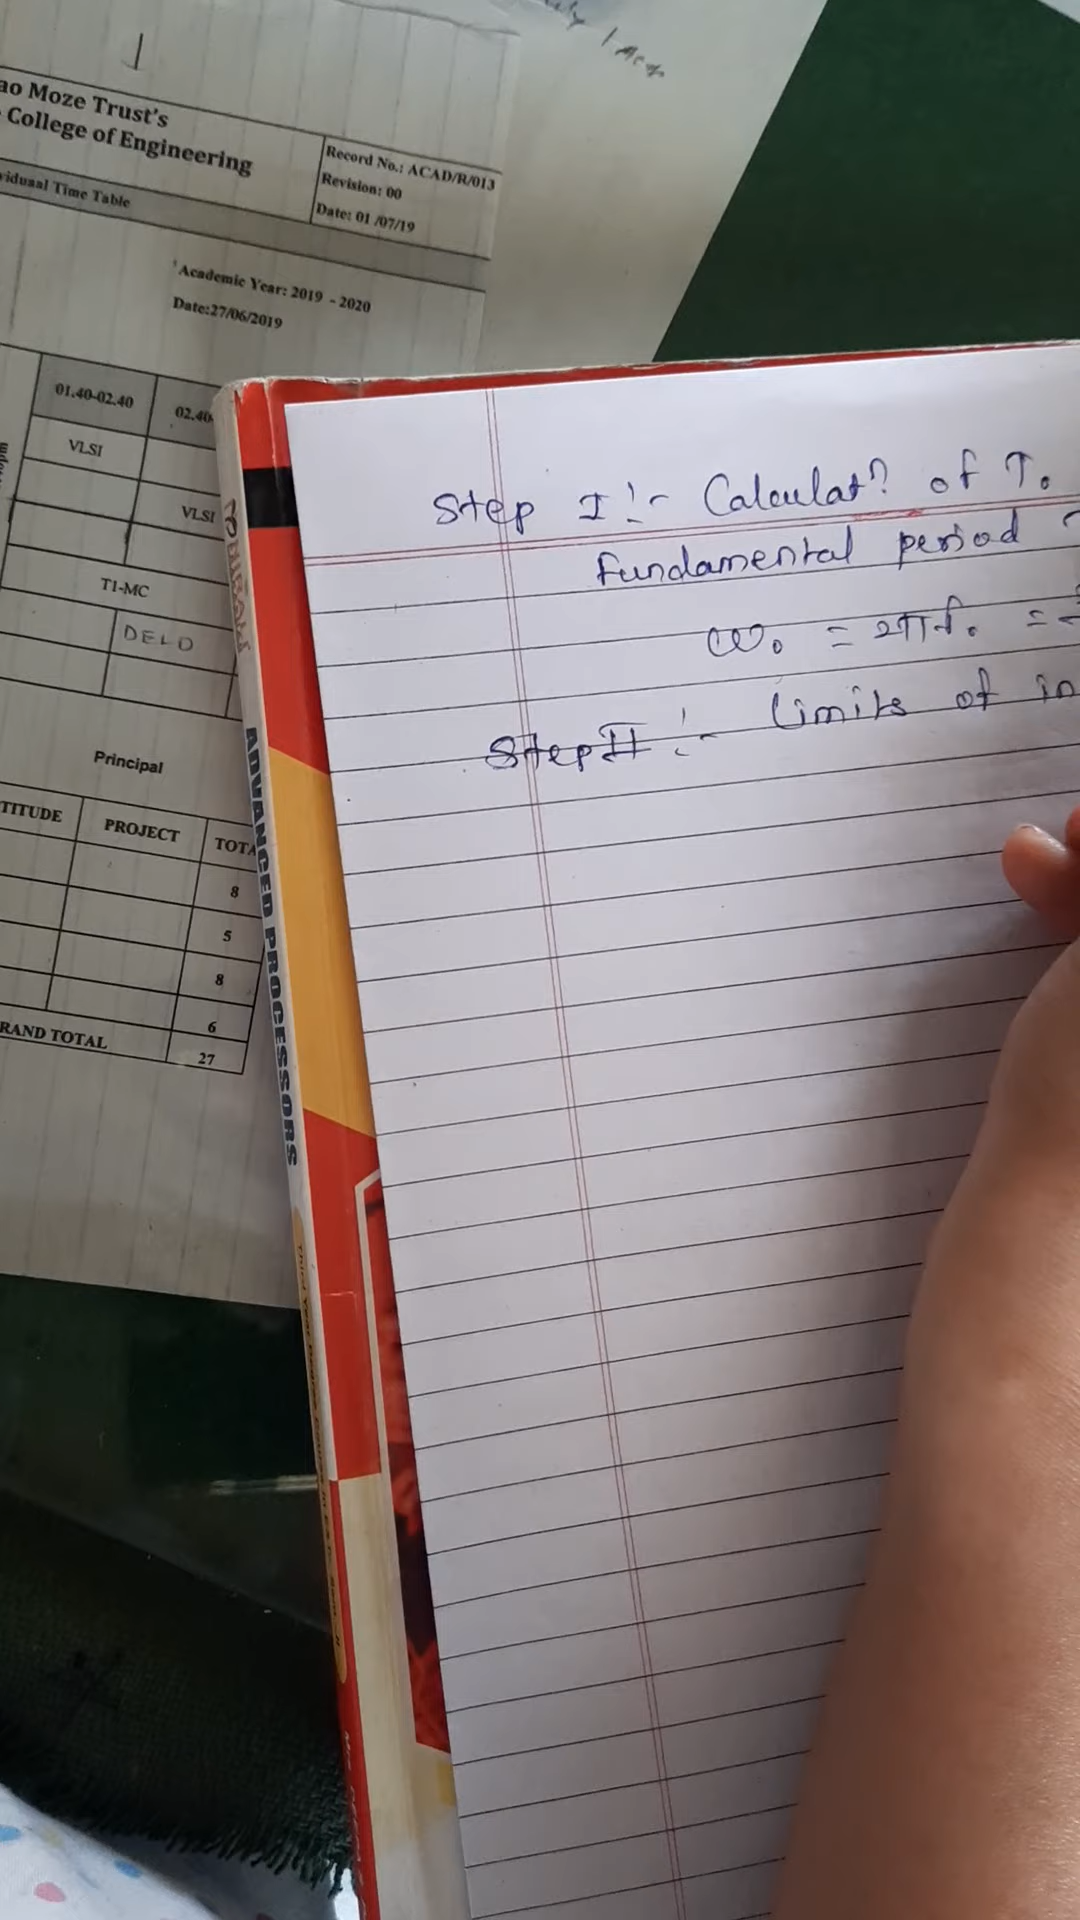 ao Moze Trust's
College of Engineering
Record No.: ACAD/R/013
Revision: 00
Date: 01 /07/19
Time Table
Academic Year: 2019 - 2020
Date:27/06/2019
01.40-02.40 02.40
VLSI
VLSI
T1-MC
DELD
Principal
TITUDE PROJECT TOTA
8
5
8
6
RAND TOTAL 27
ADVANCED PROCESSORS
Step I :- Calculatn of T₀
fundamental period
ω₀ = 2πf₀ =
Step II :- Limits of in